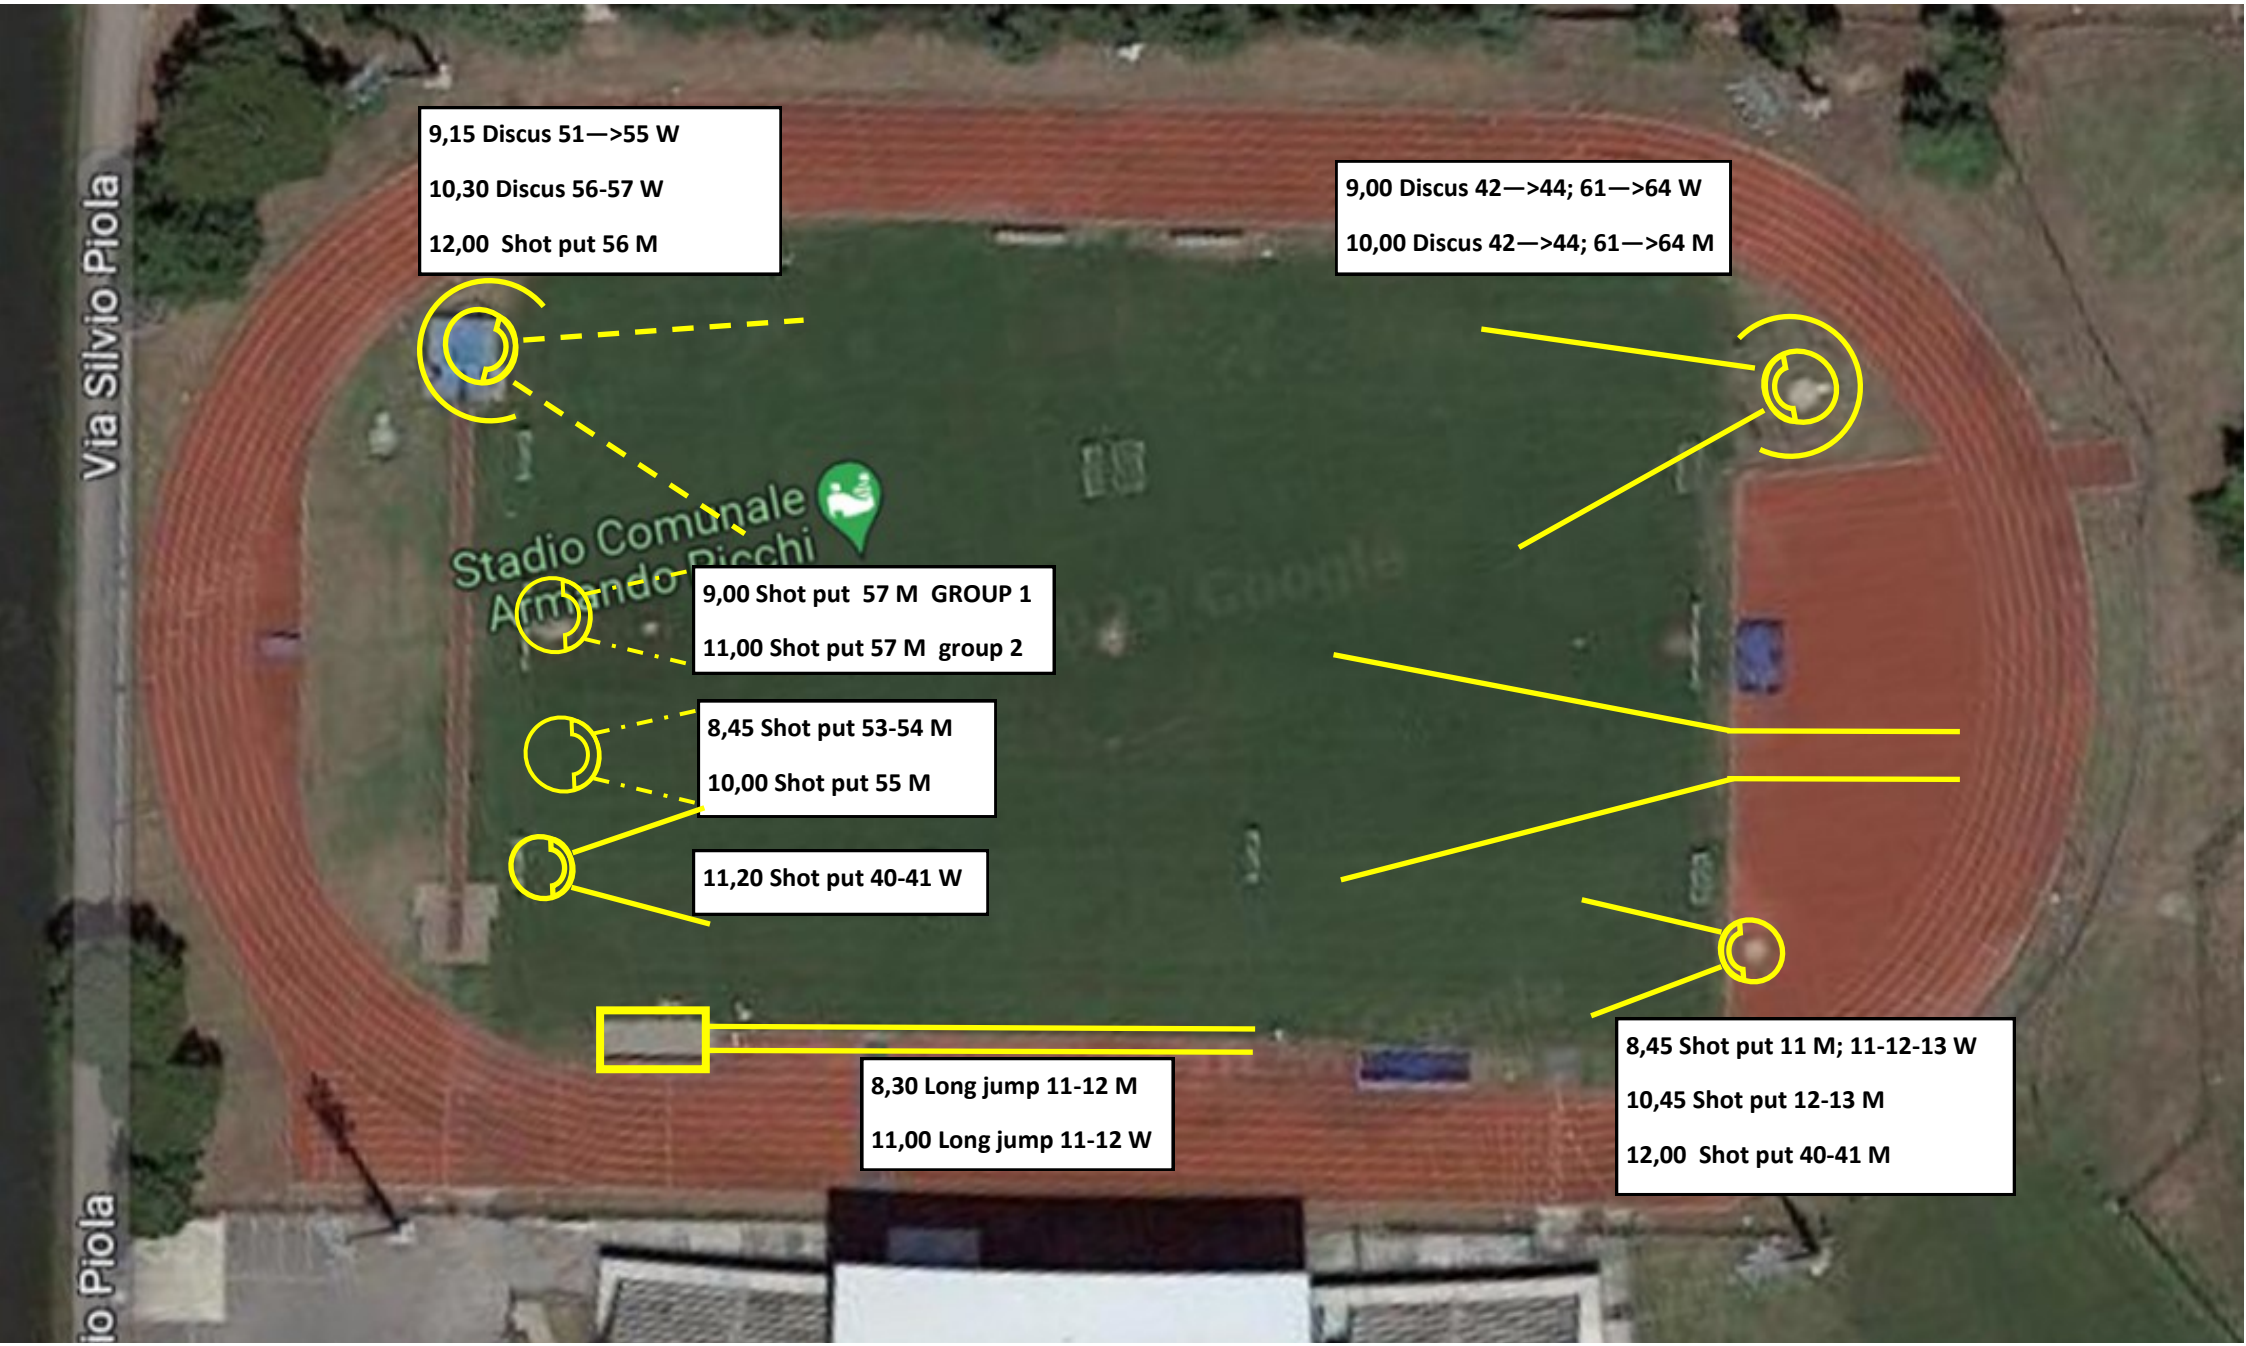 9,15 Discus 51—>55 W
10,30 Discus 56-57 W
12,00  Shot put 56 M
9,00 Discus 42—>44; 61—>64 W
10,00 Discus 42—>44; 61—>64 M
Via Silvio Piola
Stadio Comunale
Armando Picchi
9,00 Shot put  57 M  GROUP 1
11,00 Shot put 57 M  group 2
8,45 Shot put 53-54 M
10,00 Shot put 55 M
11,20 Shot put 40-41 W
8,30 Long jump 11-12 M
11,00 Long jump 11-12 W
8,45 Shot put 11 M; 11-12-13 W
10,45 Shot put 12-13 M
12,00  Shot put 40-41 M
io Piola
Google